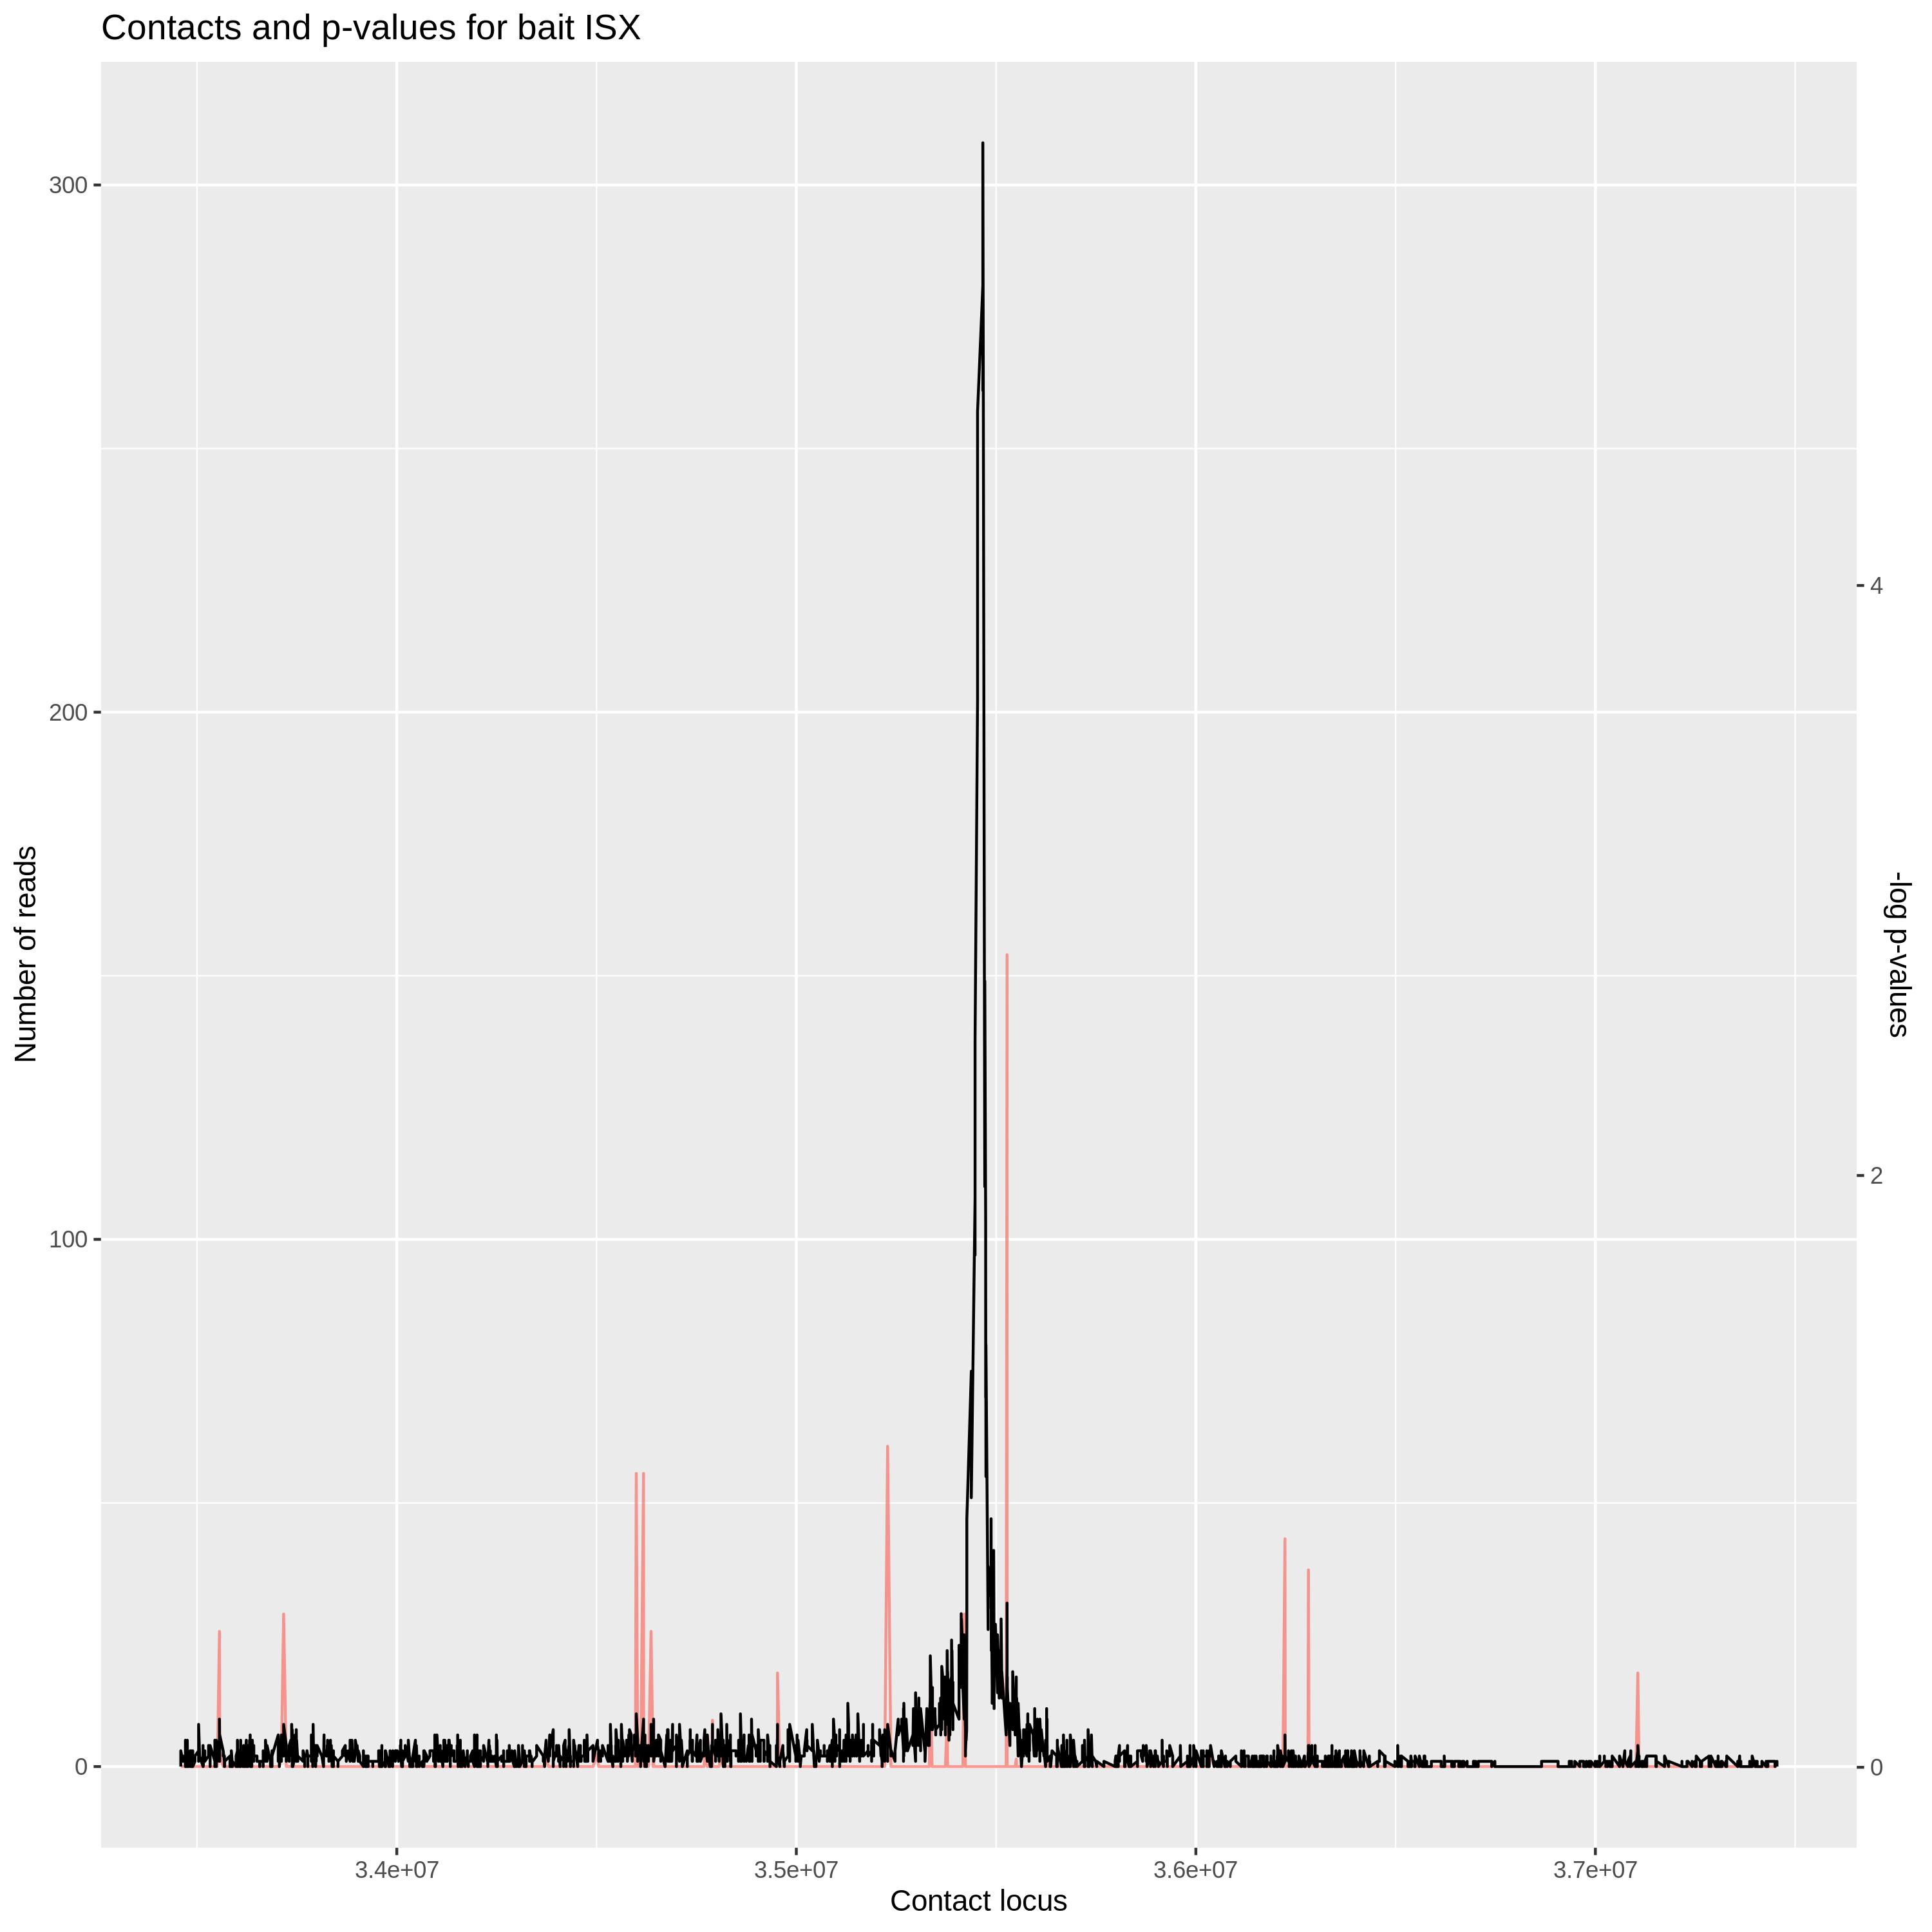 Contacts and p-values for bait ISX
300
200
100
0
Number of reads
4
2
0
-log p-values
3.4e+07
3.5e+07
3.6e+07
3.7e+07
Contact locus